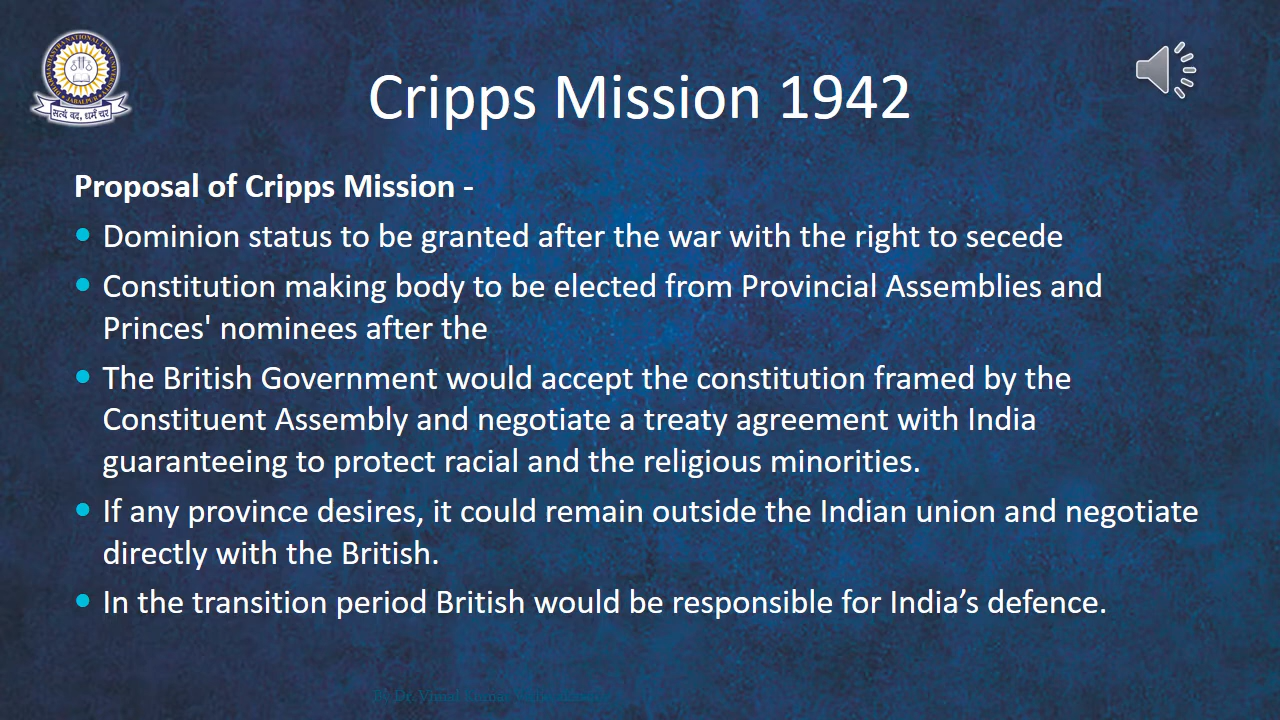 सत्यं वद, धर्मं चर
Cripps Mission 1942
Proposal of Cripps Mission -
Dominion status to be granted after the war with the right to secede
Constitution making body to be elected from Provincial Assemblies and
Princes' nominees after the
The British Government would accept the constitution framed by the
Constituent Assembly and negotiate a treaty agreement with India
guaranteeing to protect racial and the religious minorities.
If any province desires, it could remain outside the Indian union and negotiate
directly with the British.
In the transition period British would be responsible for India’s defence.